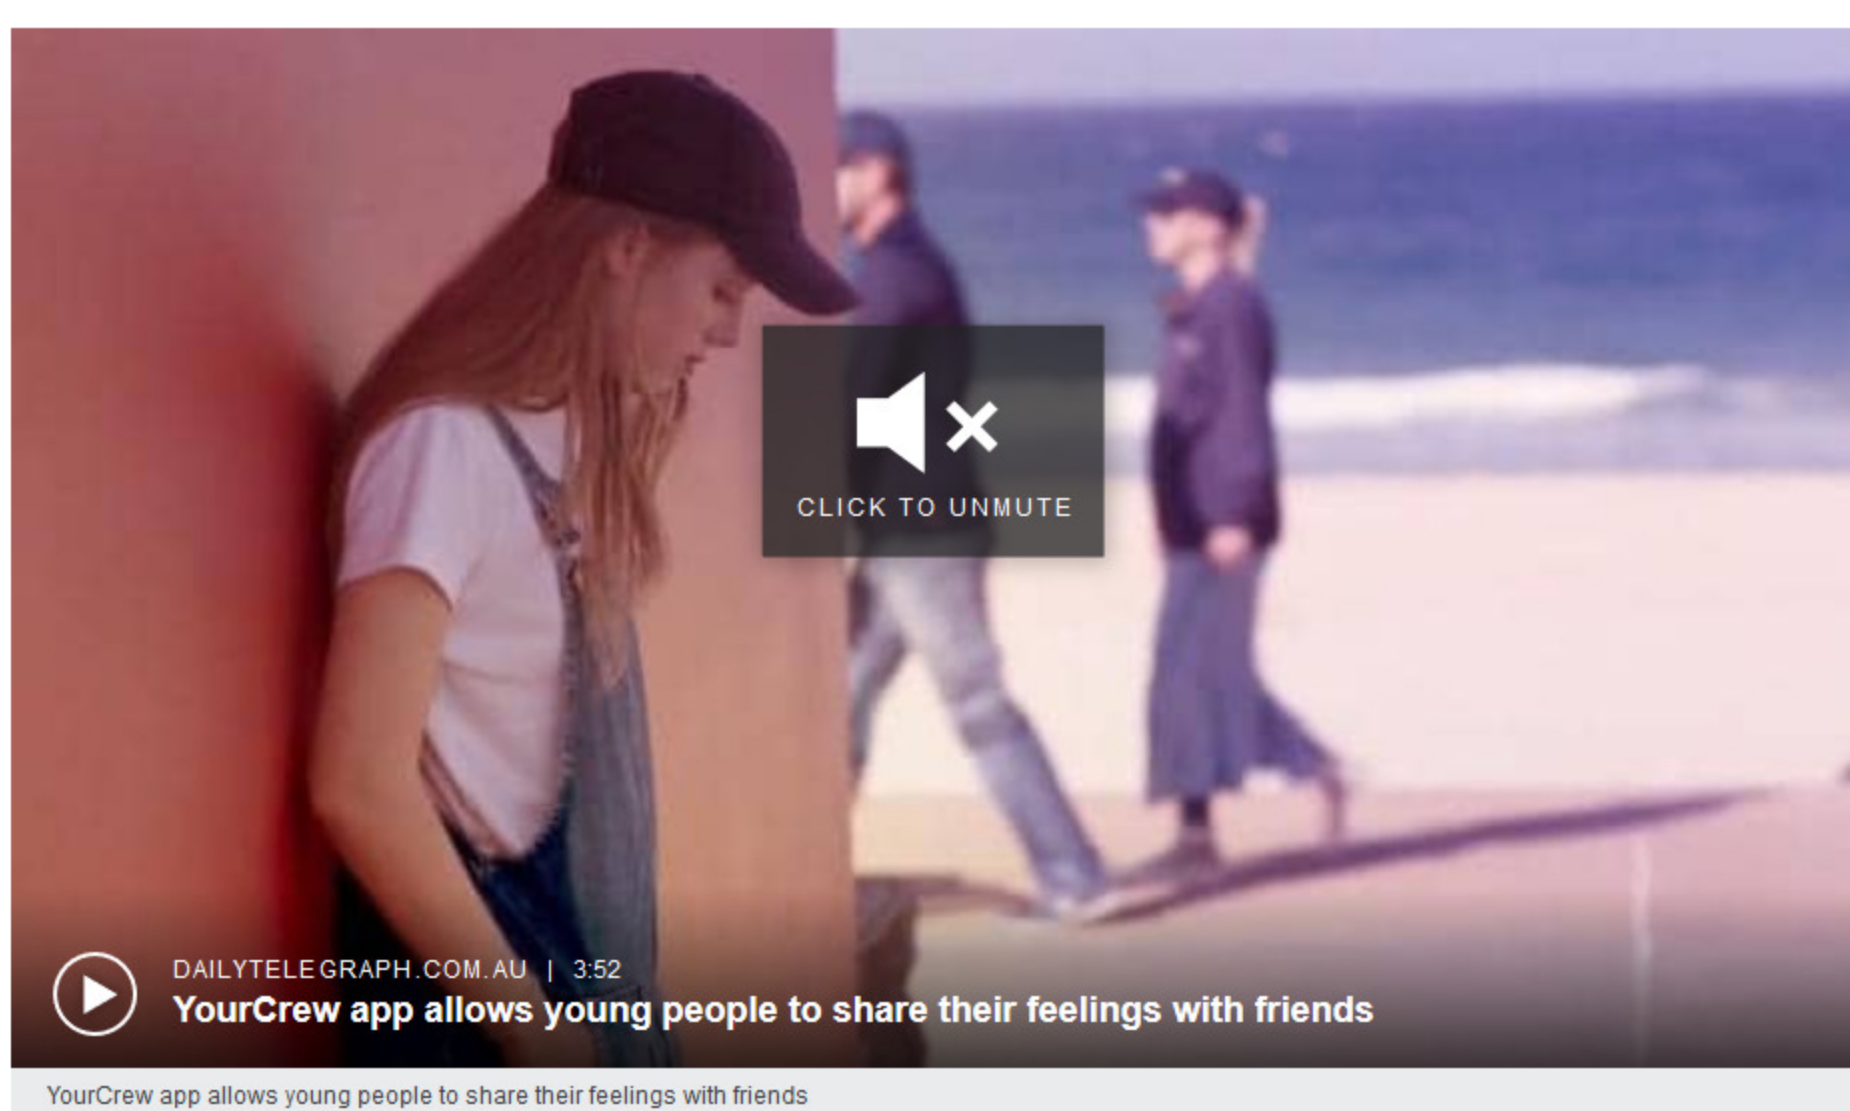 CLICK TO UNMUTE
DAILYTELEGRAPH.COM.AU | 3:52
YourCrew app allows young people to share their feelings with friends
YourCrew app allows young people to share their feelings with friends